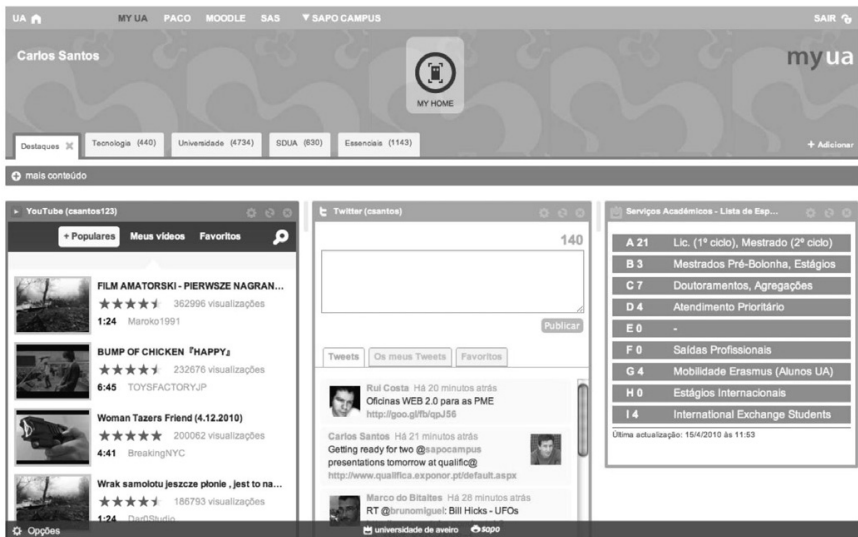 UA
MY UA PACO MOODLE SAS ▼ SAPO CAMPUS
SAIR
Carlos Santos
MY HOME
myua
Destaques
Tecnologia (440)
Universidade (4734)
SDUA (630)
Essenciais (1143)
+ Adicionar
mais conteúdo
YouTube (csantos123)
+ Populares Meus vídeos Favoritos
FILM AMATORSKI - PIERWSZE NAGRAN...
362996 visualizações
1:24 Maroko1991
BUMP OF CHICKEN『HAPPY』
232676 visualizações
6:45 TOYSFACTORYJP
Woman Tazers Friend (4.12.2010)
200062 visualizações
4:41 BreakingNYC
Wrak samolotu jeszcze płonie , jest to na...
186793 visualizações
1:24 Dar0Studio
Twitter (csantos)
140
Publicar
Tweets Os meus Tweets Favoritos
Rui Costa Há 20 minutos atrás
Oficinas WEB 2.0 para as PME
http://goo.gl/fb/qpJ56
Carlos Santos Há 21 minutos atrás
Getting ready for two @sapocampus
presentations tomorrow at qualific@
http://www.qualifica.exponor.pt/default.aspx
Marco do Bitaites Há 28 minutos atrás
RT @brunomiguel: Bill Hicks - UFOs
Serviços Académicos - Lista de Esp...
A 21 Lic. (1º ciclo), Mestrado (2º ciclo)
B 3 Mestrados Pré-Bolonha, Estágios
C 7 Doutoramentos, Agregações
D 4 Atendimento Prioritário
E 0 -
F 0 Saídas Profissionais
G 4 Mobilidade Erasmus (Alunos UA)
H 0 Estágios Internacionais
I 4 International Exchange Students
Última actualização: 15/4/2010 às 11:53
Opções
universidade de aveiro sapo